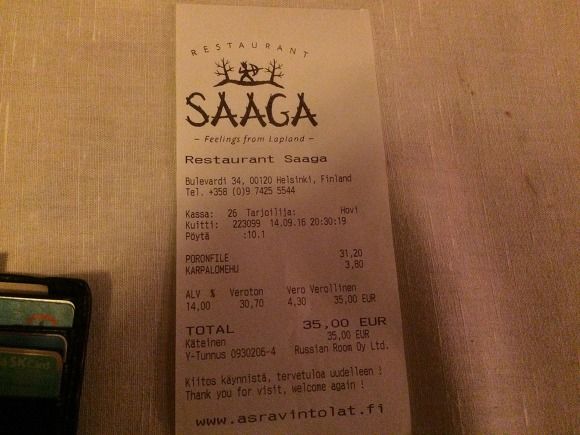 RESTAURANT
SAAGA
– Feelings from Lapland –
Restaurant Saaga
Bulevardi 34, 00120 Helsinki, Finland
Tel. +358 (0)9 7425 5544
Kassa: 26 Tarjoilija: Hovi
Kuitti: 223099 14.09.16 20:30:19
Pöytä :10.1
PORONFILE 31,20
KARPALOMEHU 3,80
ALV % Veroton Vero Verollinen
14,00 30,70 4,30 35,00 EUR
TOTAL 35,00 EUR
Käteinen 35,00 EUR
Y-Tunnus 0930206-4 Russian Room Oy Ltd.
Kiitos käynnistä, tervetuloa uudelleen !
Thank you for visit, welcome again !
www.asravintolat.fi